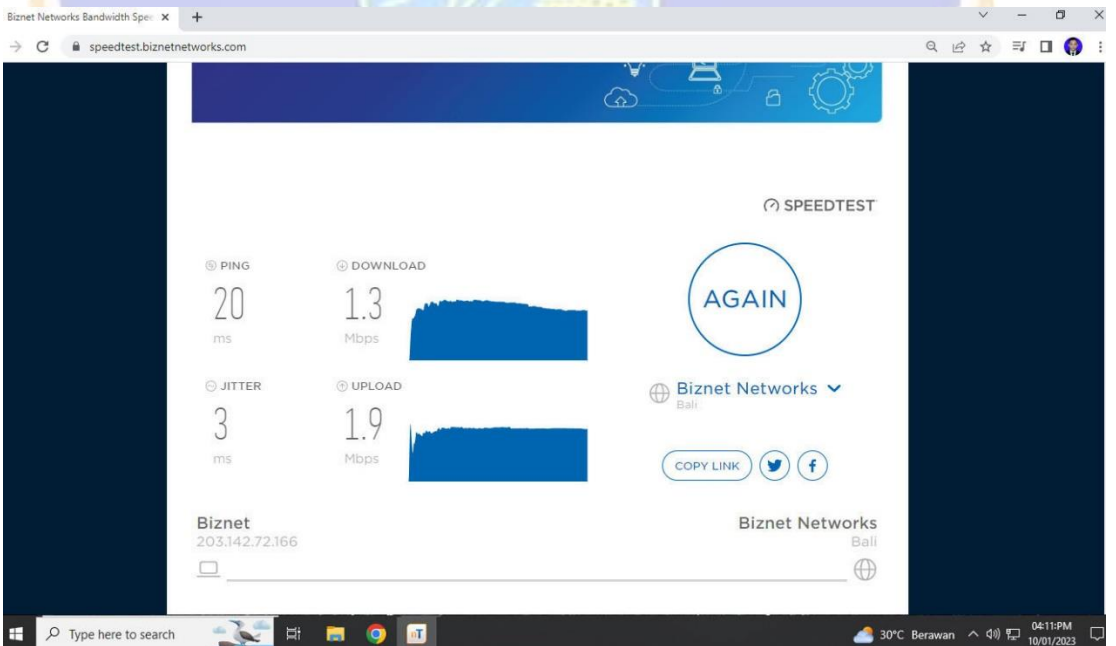 Biznet Networks Bandwidth Spee
speedtest.biznetnetworks.com
SPEEDTEST
PING
20
ms
DOWNLOAD
1.3
Mbps
AGAIN
JITTER
3
ms
UPLOAD
1.9
Mbps
Biznet Networks
Bali
COPY LINK
Biznet
203.142.72.166
Biznet Networks
Bali
Type here to search
nT
30°C Berawan
04:11:PM
10/01/2023